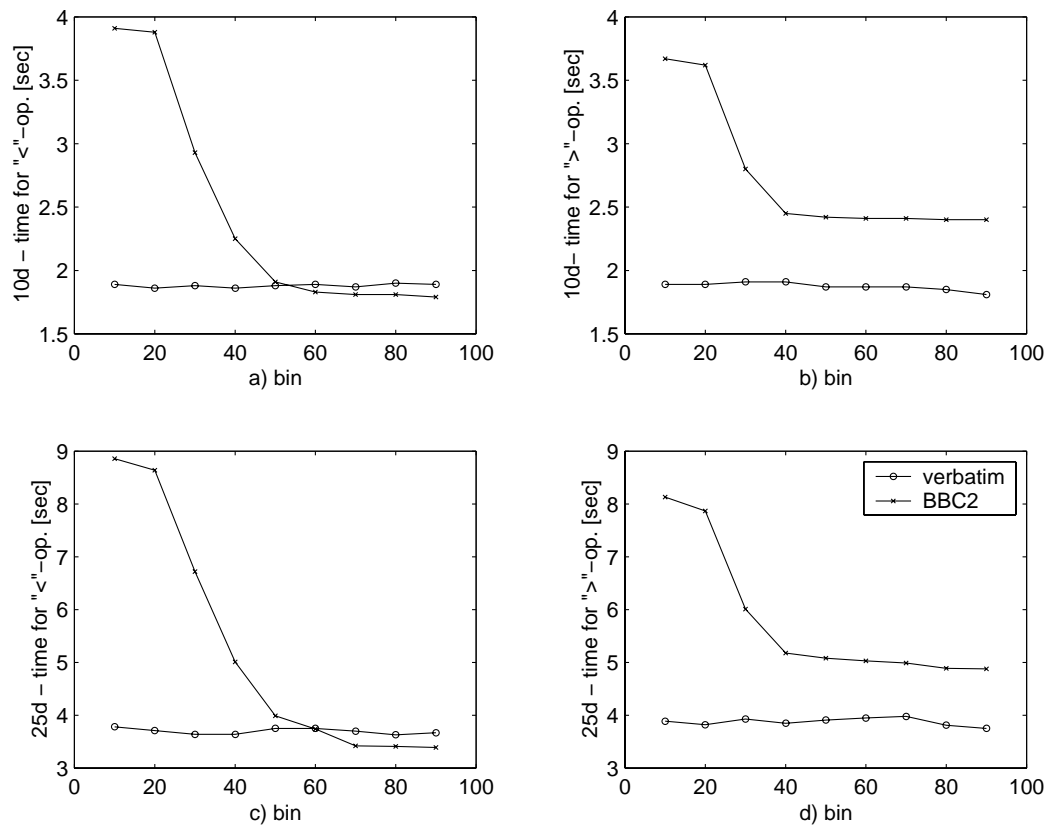 4
3.5
3
2.5
2
1.5
10d − time for "<"−op. [sec]
0 20 40 60 80 100
a) bin
4
3.5
3
2.5
2
1.5
10d− time for ">"−op. [sec]
0 20 40 60 80 100
b) bin
9
8
7
6
5
4
3
25d − time for "<"−op. [sec]
0 20 40 60 80 100
c) bin
9
8
7
6
5
4
3
25d − time for ">"−op. [sec]
verbatim
BBC2
0 20 40 60 80 100
d) bin